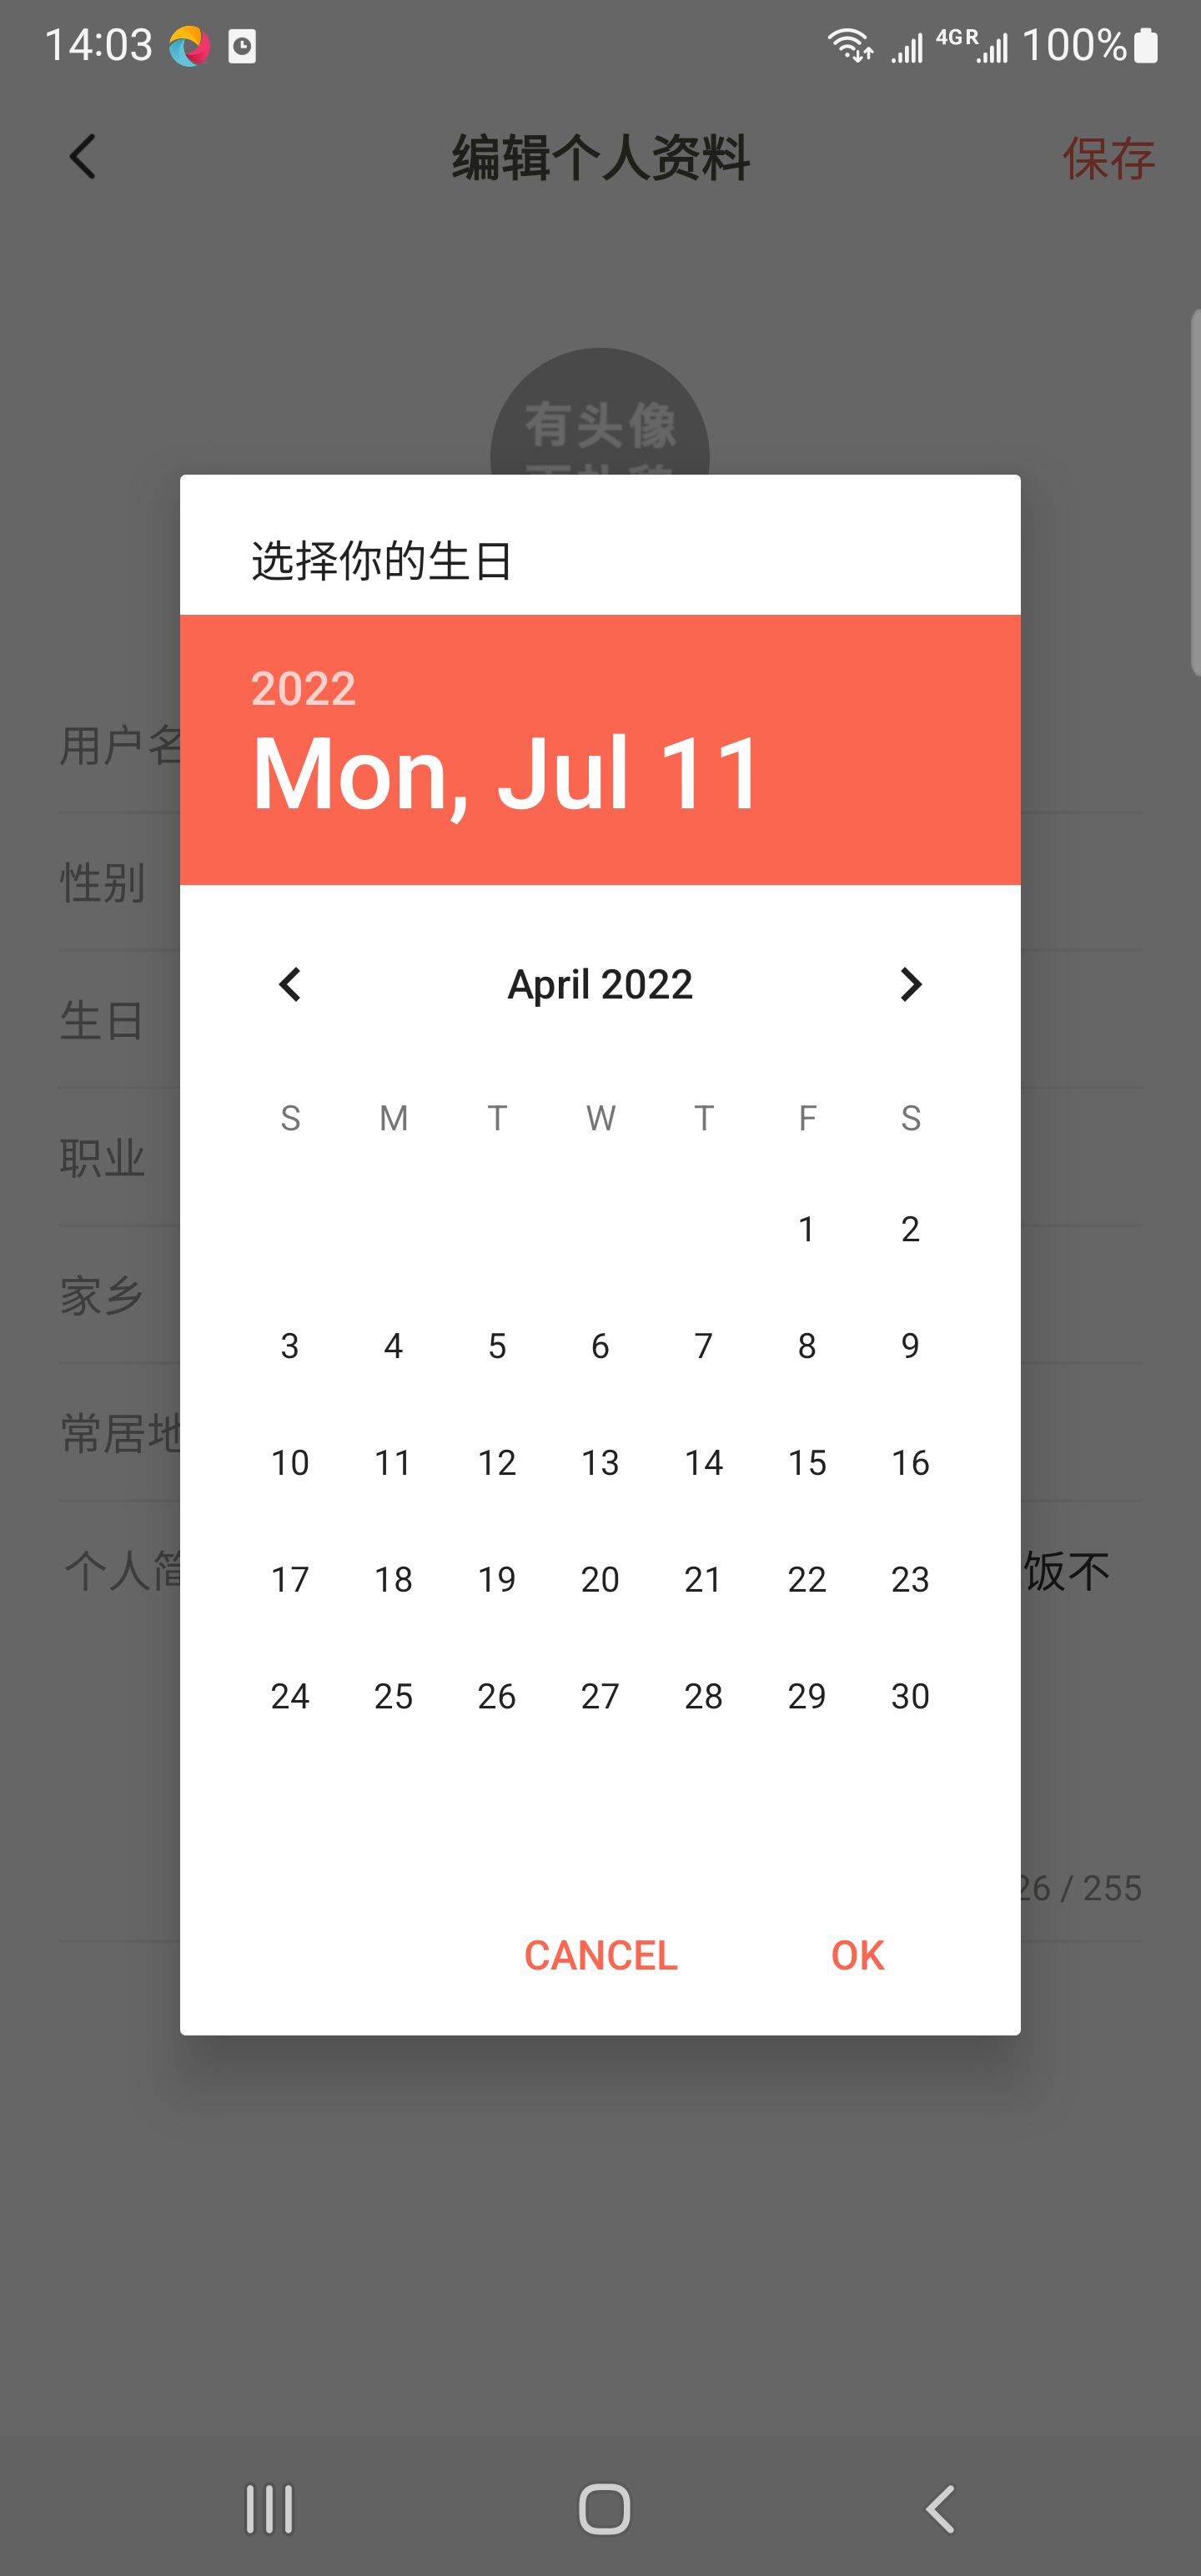 14:03
4G R 100%
编辑个人资料
保存
有头像
选择你的生日
2022
Mon, Jul 11
April 2022
S M T W T F S
1 2
3 4 5 6 7 8 9
10 11 12 13 14 15 16
17 18 19 20 21 22 23
24 25 26 27 28 29 30
CANCEL OK
用户名
性别
生日
职业
家乡
常居地
个人简
饭不
26 / 255